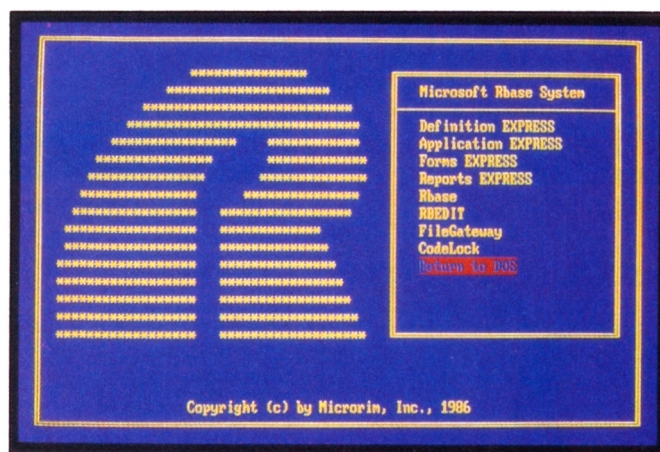 Microsoft Rbase System
Definition EXPRESS
Application EXPRESS
Forms EXPRESS
Reports EXPRESS
Rbase
RBEDIT
FileGateway
CodeLock
Return to DOS
Copyright (c) by Microrim, Inc., 1986